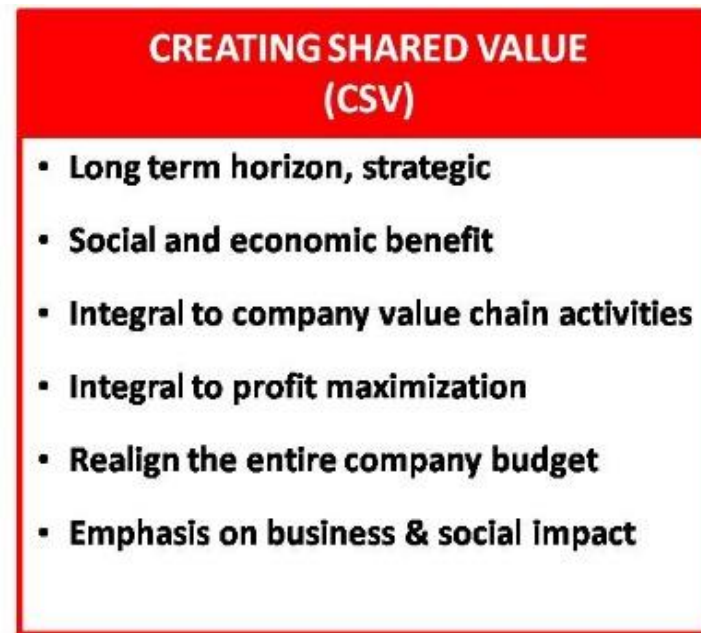 CREATING SHARED VALUE
(CSV)
• Long term horizon, strategic
• Social and economic benefit
• Integral to company value chain activities
• Integral to profit maximization
• Realign the entire company budget
• Emphasis on business & social impact